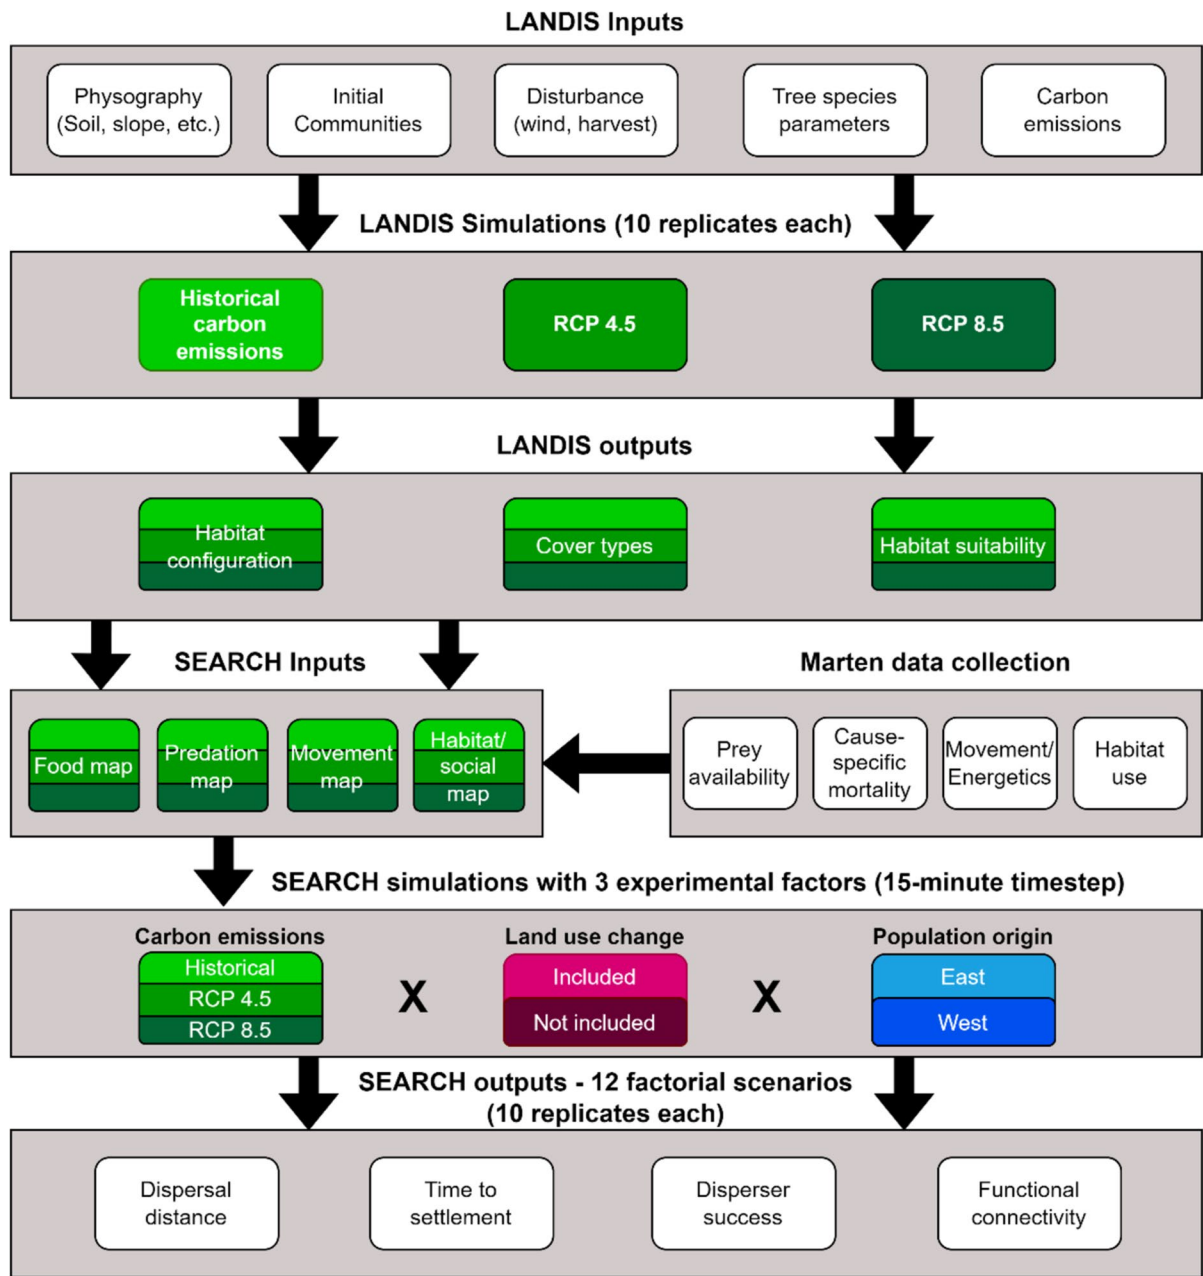 LANDIS Inputs
Physography
(Soil, slope, etc.)
Initial
Communities
Disturbance
(wind, harvest)
Tree species
parameters
Carbon
emissions
LANDIS Simulations (10 replicates each)
Historical
carbon
emissions
RCP 4.5
RCP 8.5
LANDIS outputs
Habitat
configuration
Cover types
Habitat suitability
SEARCH Inputs
Food map
Predation
map
Movement
map
Habitat/
social
map
Marten data collection
Prey
availability
Cause-
specific
mortality
Movement/
Energetics
Habitat
use
SEARCH simulations with 3 experimental factors (15-minute timestep)
Carbon emissions
Historical
RCP 4.5
RCP 8.5
X
Land use change
Included
Not included
X
Population origin
East
West
SEARCH outputs - 12 factorial scenarios
(10 replicates each)
Dispersal
distance
Time to
settlement
Disperser
success
Functional
connectivity